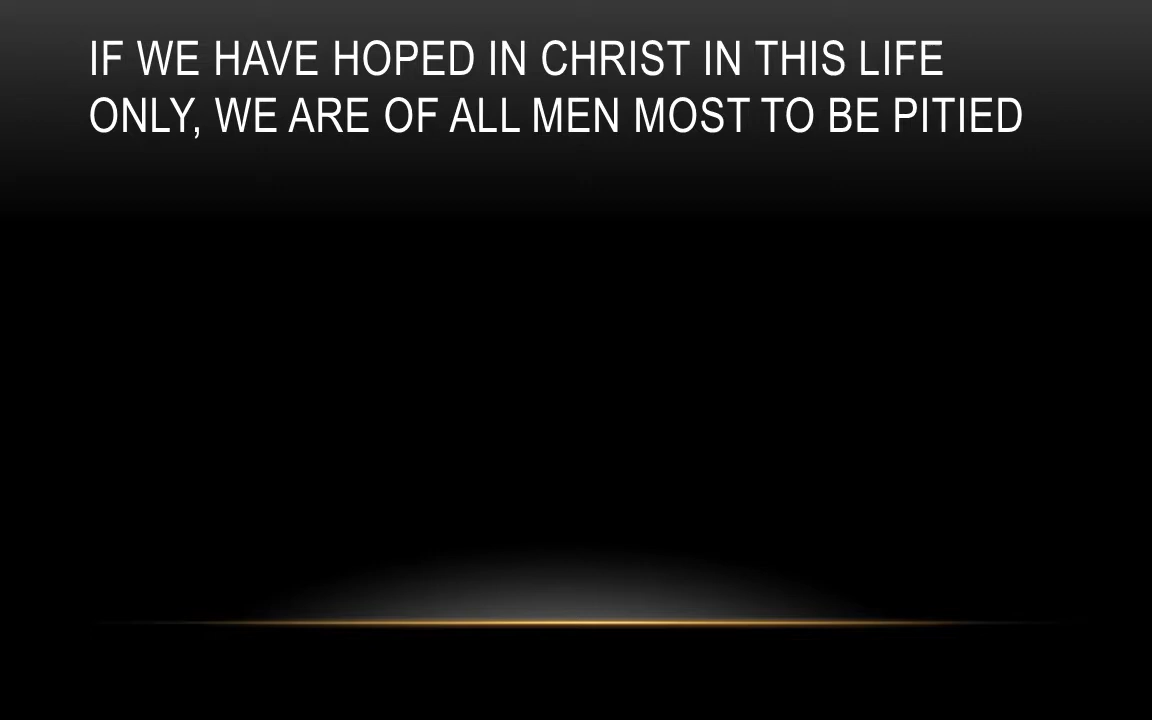 IF WE HAVE HOPED IN CHRIST IN THIS LIFE
ONLY, WE ARE OF ALL MEN MOST TO BE PITIED